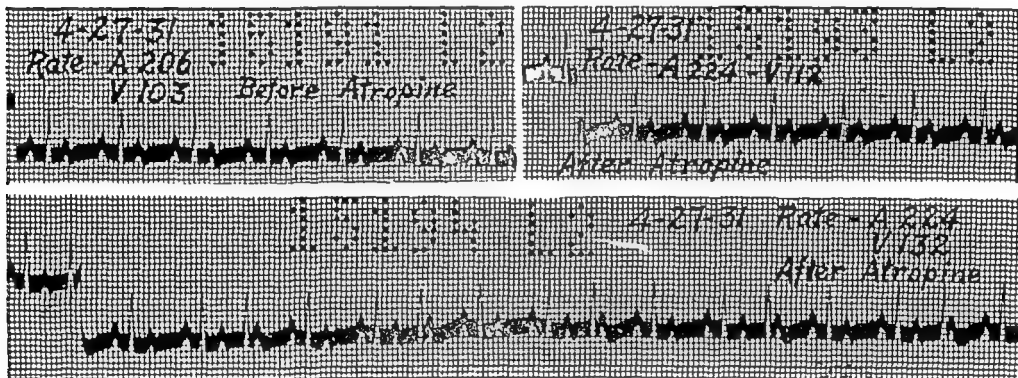 4-27-31
Rate - A 206
V 103 Before Atropine
4-27-31
Rate - A 224 - V 112
After Atropine
4-27-31 Rate - A 224
V 132
After Atropine